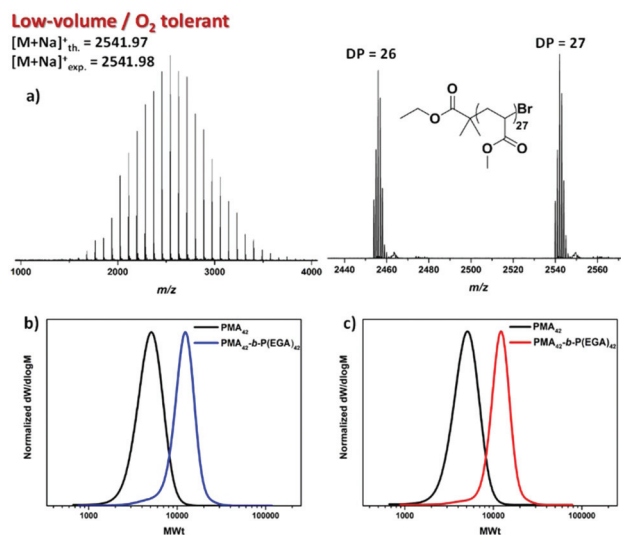 Low-volume / O2 tolerant
[M+Na]+th. = 2541.97
[M+Na]+exp. = 2541.98
a)
1000 2000 3000 4000
m/z
DP = 26
DP = 27
O
O
Br
27
O
O
2440 2460 2480 2500 2520 2540 2560
m/z
b)
PMA42
PMA42-b-P(EGA)42
Normalized dW/dlogM
1000 10000 100000
MWt
c)
PMA42
PMA42-b-P(EGA)42
Normalized dW/dlogM
1000 10000 100000
MWt